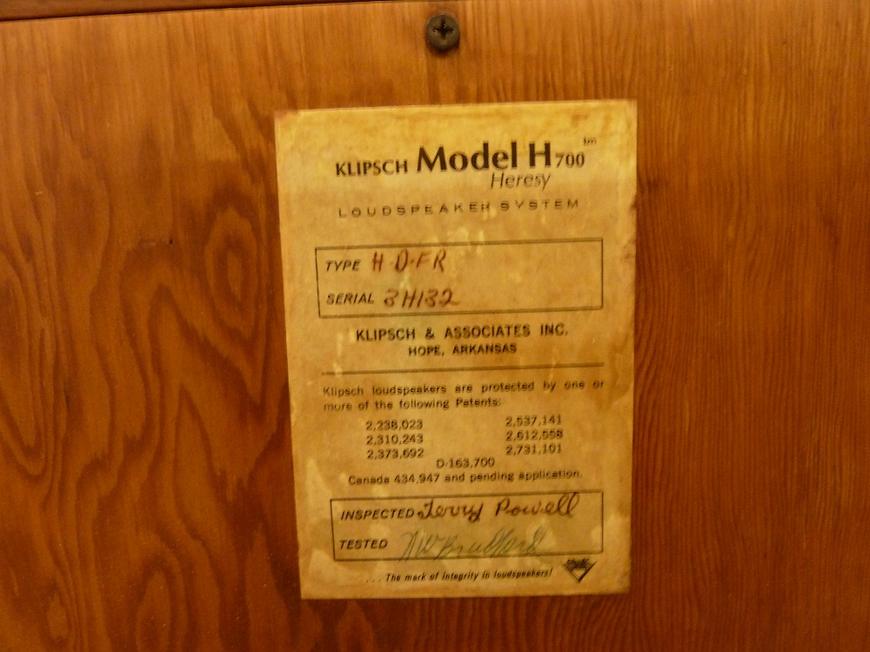 KLIPSCH Model H700 tm
Heresy
LOUDSPEAKER SYSTEM
TYPE H-D-FR
SERIAL 3H132
KLIPSCH & ASSOCIATES INC.
HOPE, ARKANSAS
Klipsch loudspeakers are protected by one or
more of the following Patents:
2,238,023 2,537,141
2,310,243 2,612,558
2,373,692 2,731,101
D-163,700
Canada 434,947 and pending application.
INSPECTED Jerry Powell
TESTED
... The mark of integrity in loudspeakers!